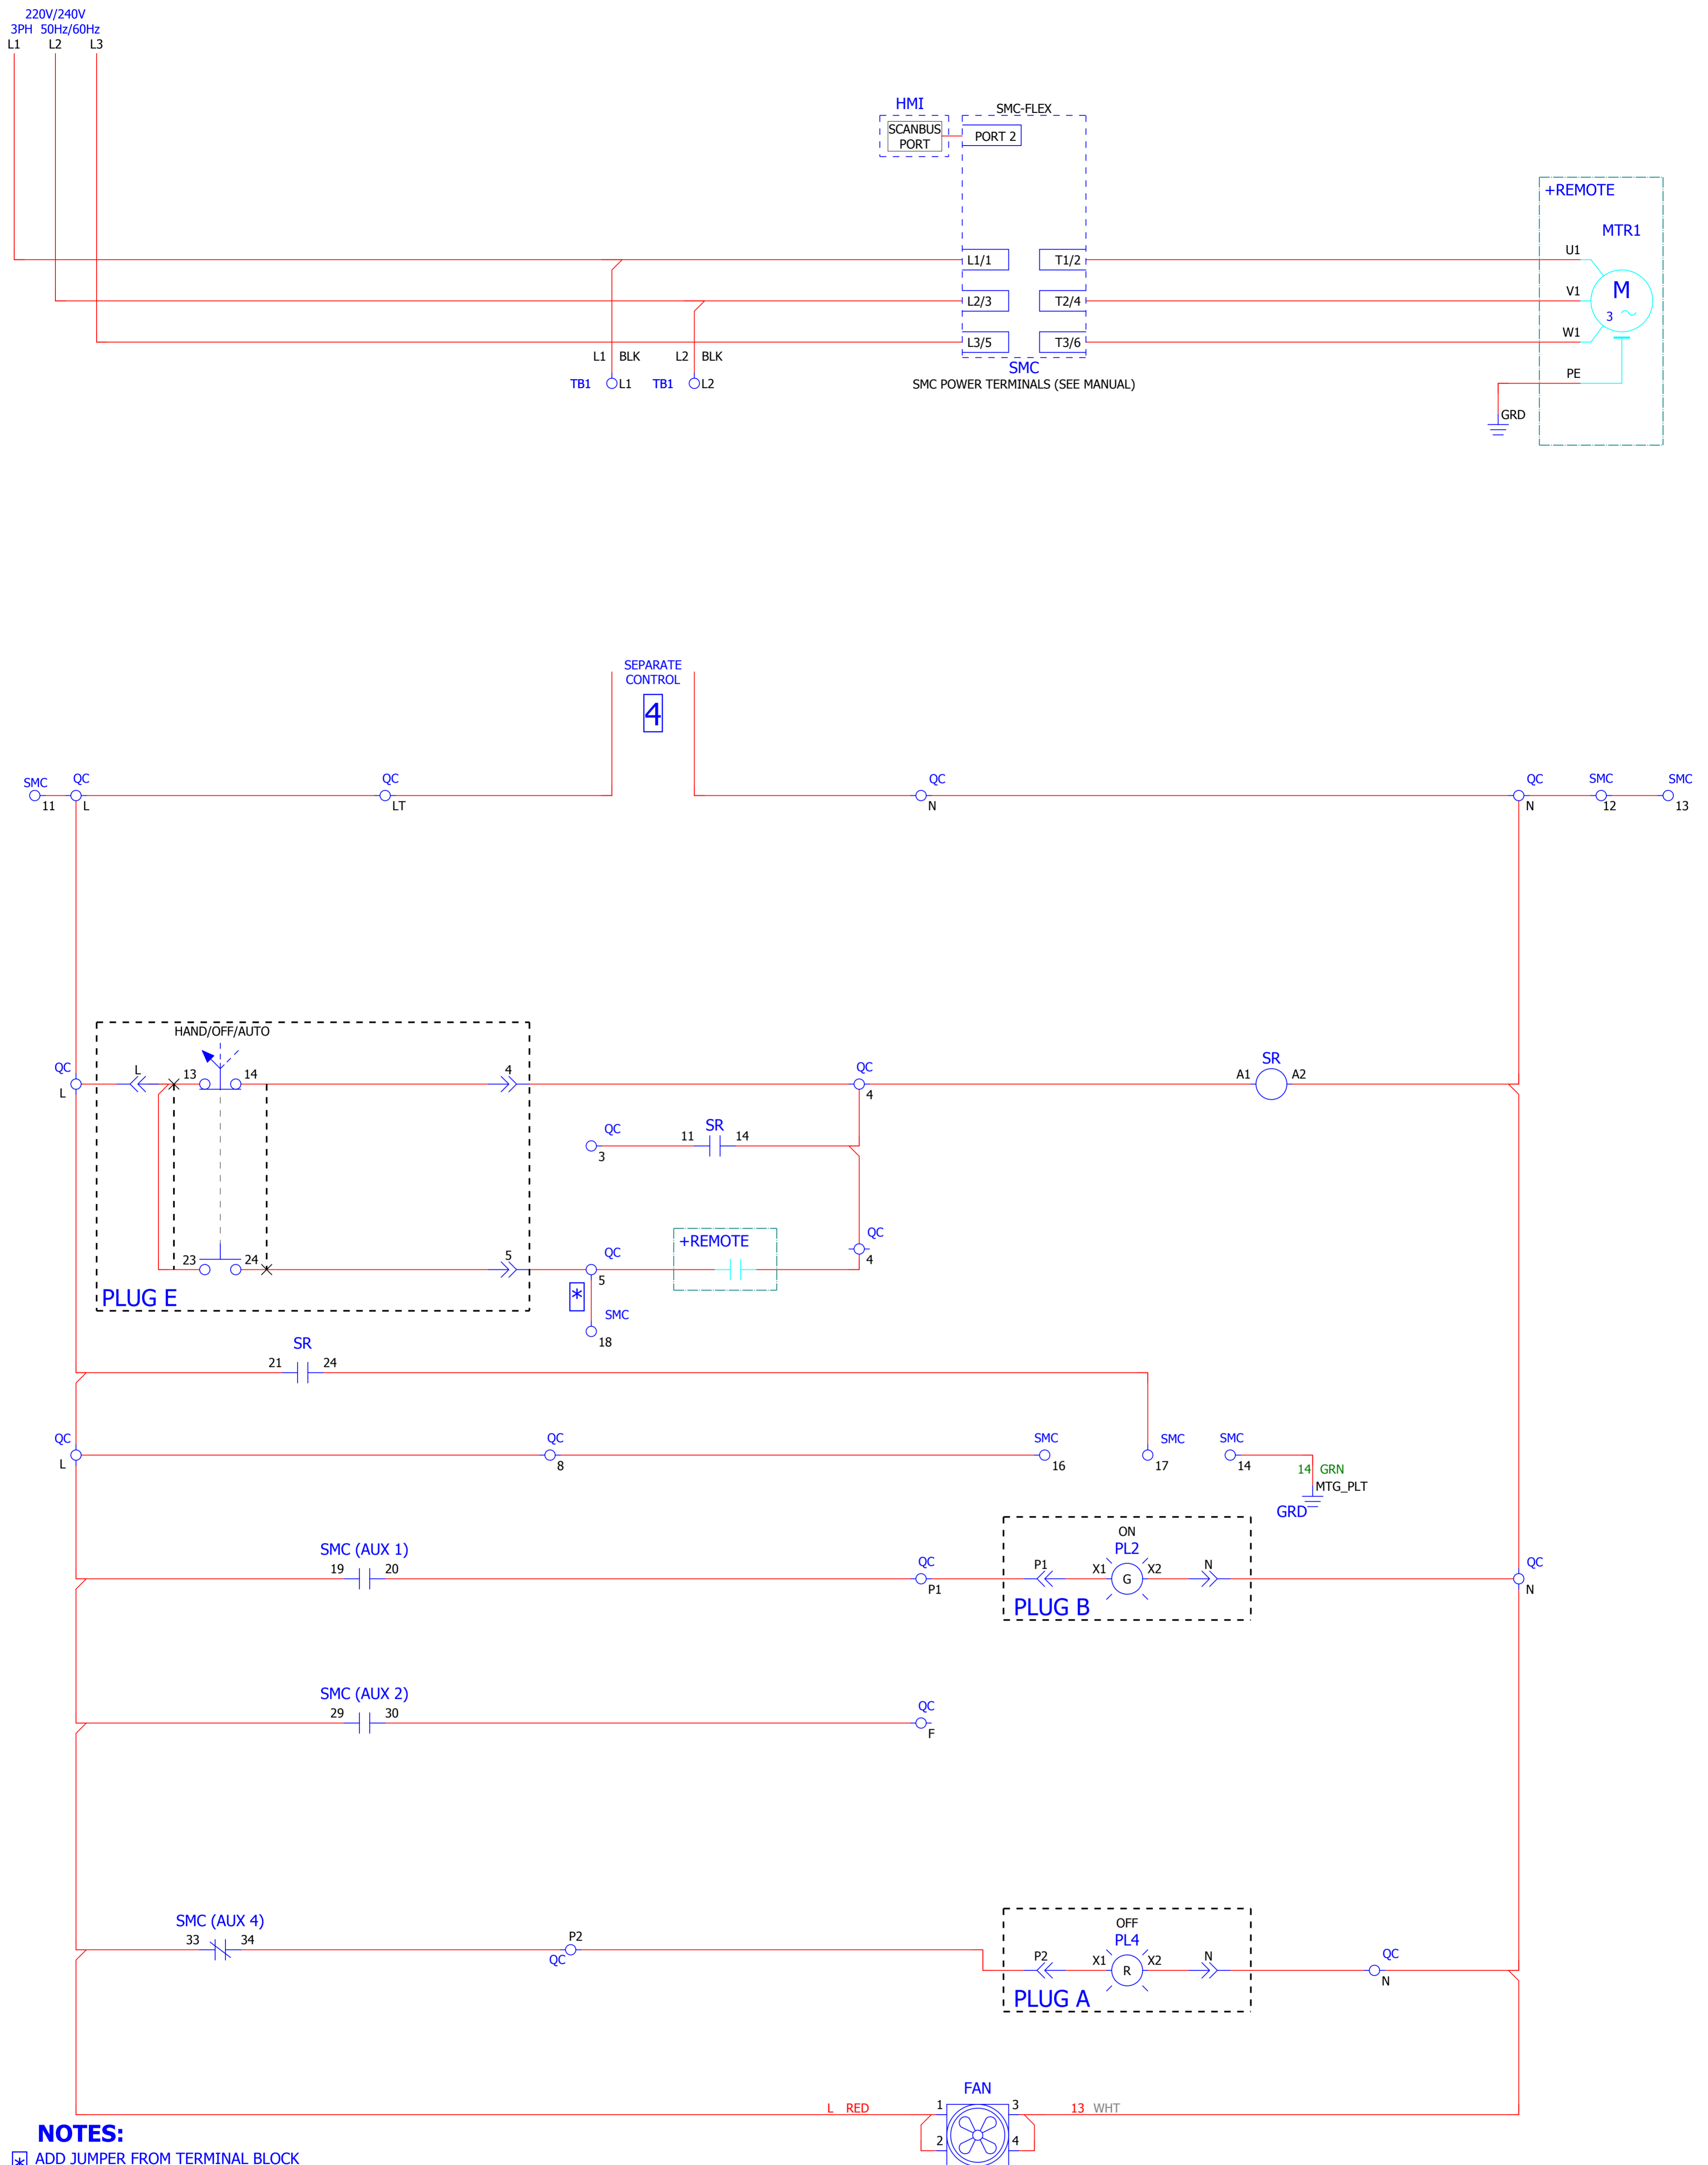 220V/240V
3PH 50Hz/60Hz
L1 L2 L3
HMI
SMC-FLEX
SCANBUS
PORT
PORT 2
+REMOTE
MTR1
U1
L1/1 T1/2
V1
M
3
L2/3 T2/4
W1
L3/5 T3/6
L1 BLK L2 BLK
SMC
PE
TB1 L1 TB1 L2
SMC POWER TERMINALS (SEE MANUAL)
GRD
SEPARATE
CONTROL
4
SMC QC QC QC QC SMC SMC
11 L LT N N 12 13
HAND/OFF/AUTO
QC L 13 14 4 QC A1 SR A2
L 4
QC 11 SR 14
3
QC
+REMOTE
23 24 5 QC
5 4
PLUG E
*
SMC
18
SR
21 24
QC QC SMC SMC SMC
L 8 16 17 14
14 GRN
MTG_PLT
GRD
ON
SMC (AUX 1) PL2
19 20 QC P1 X1 G X2 N QC
P1 N
PLUG B
SMC (AUX 2)
29 30 QC
F
OFF
SMC (AUX 4) PL4
33 34 P2 P2 X1 R X2 N QC
QC N
PLUG A
FAN
L RED 1 3 13 WHT
2 4
NOTES:
* ADD JUMPER FROM TERMINAL BLOCK